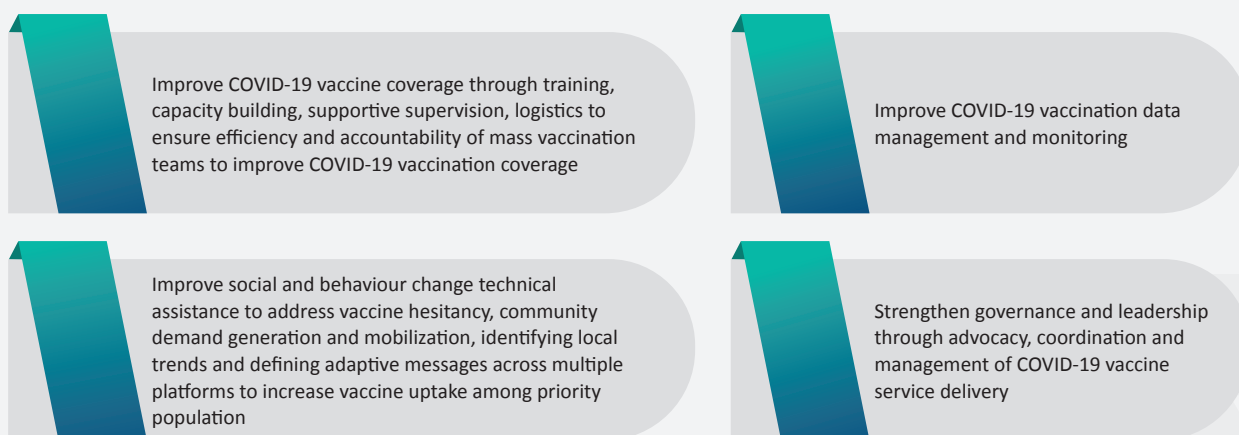 Improve COVID-19 vaccine coverage through training,
capacity building, supportive supervision, logistics to
ensure efficiency and accountability of mass vaccination
teams to improve COVID-19 vaccination coverage
Improve COVID-19 vaccination data
management and monitoring
Improve social and behaviour change technical
assistance to address vaccine hesitancy, community
demand generation and mobilization, identifying local
trends and defining adaptive messages across multiple
platforms to increase vaccine uptake among priority
population
Strengthen governance and leadership
through advocacy, coordination and
management of COVID-19 vaccine
service delivery